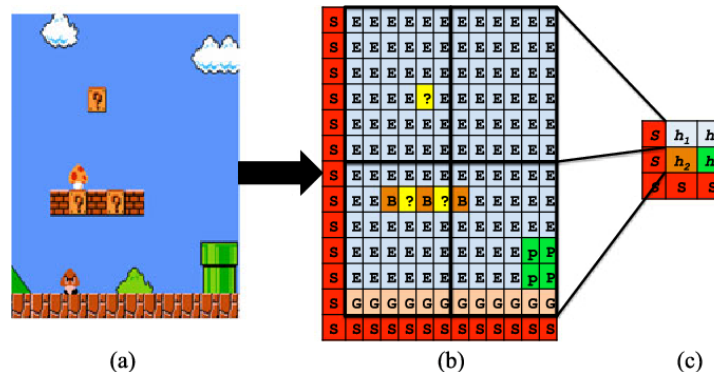 ?
? ?
S E E E E E E E E E E E E
S E E E E E E E E E E E E
S E E E E E E E E E E E E
S E E E E ? E E E E E E E
S E E E E E E E E E E E E
S E E E E E E E E E E E E
S E E E E E E E E E E E E
S E E B ? B ? B E E E E E
S E E E E E E E E E E E E
S E E E E E E E E E E p P
S E E E E E E E E E E p P
S G G G G G G G G G G G G
S S S S S S S S S S S S S
S h₁ h
S h₂ h
S S S
(a) (b) (c)